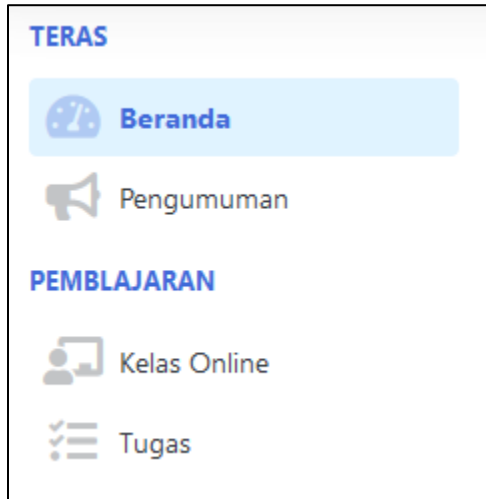 TERAS
Beranda
Pengumuman
PEMBLAJARAN
Kelas Online
Tugas